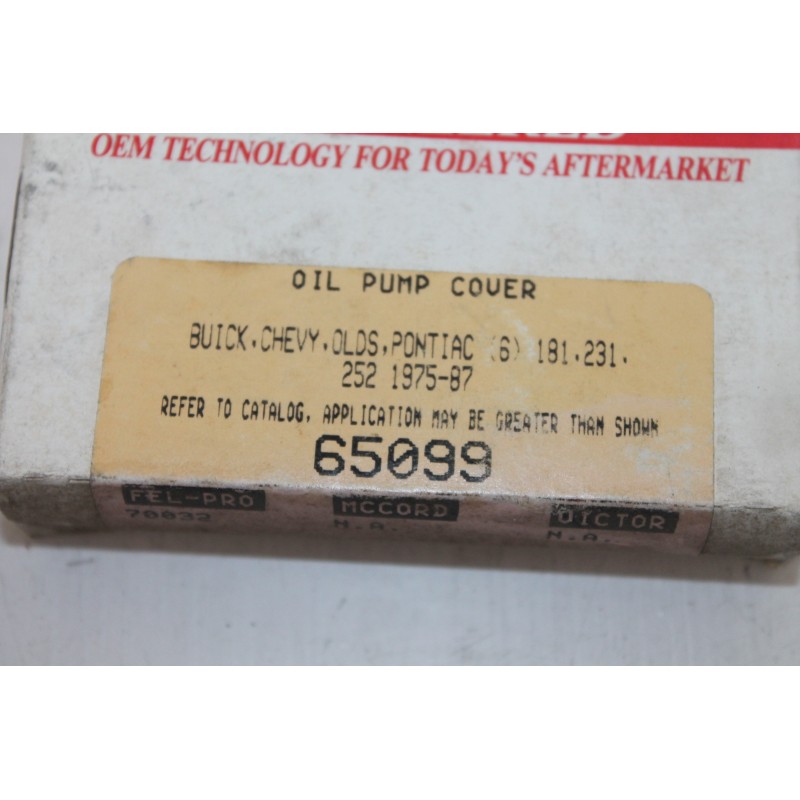 OEM TECHNOLOGY FOR TODAY'S AFTERMARKET
OIL PUMP COVER
BUICK,CHEVY,OLDS,PONTIAC (6) 181,231,
252 1975-87
REFER TO CATALOG, APPLICATION MAY BE GREATER THAN SHOWN
65099
FEL-PRO MCCORD VICTOR
70032 N.A. N.A.